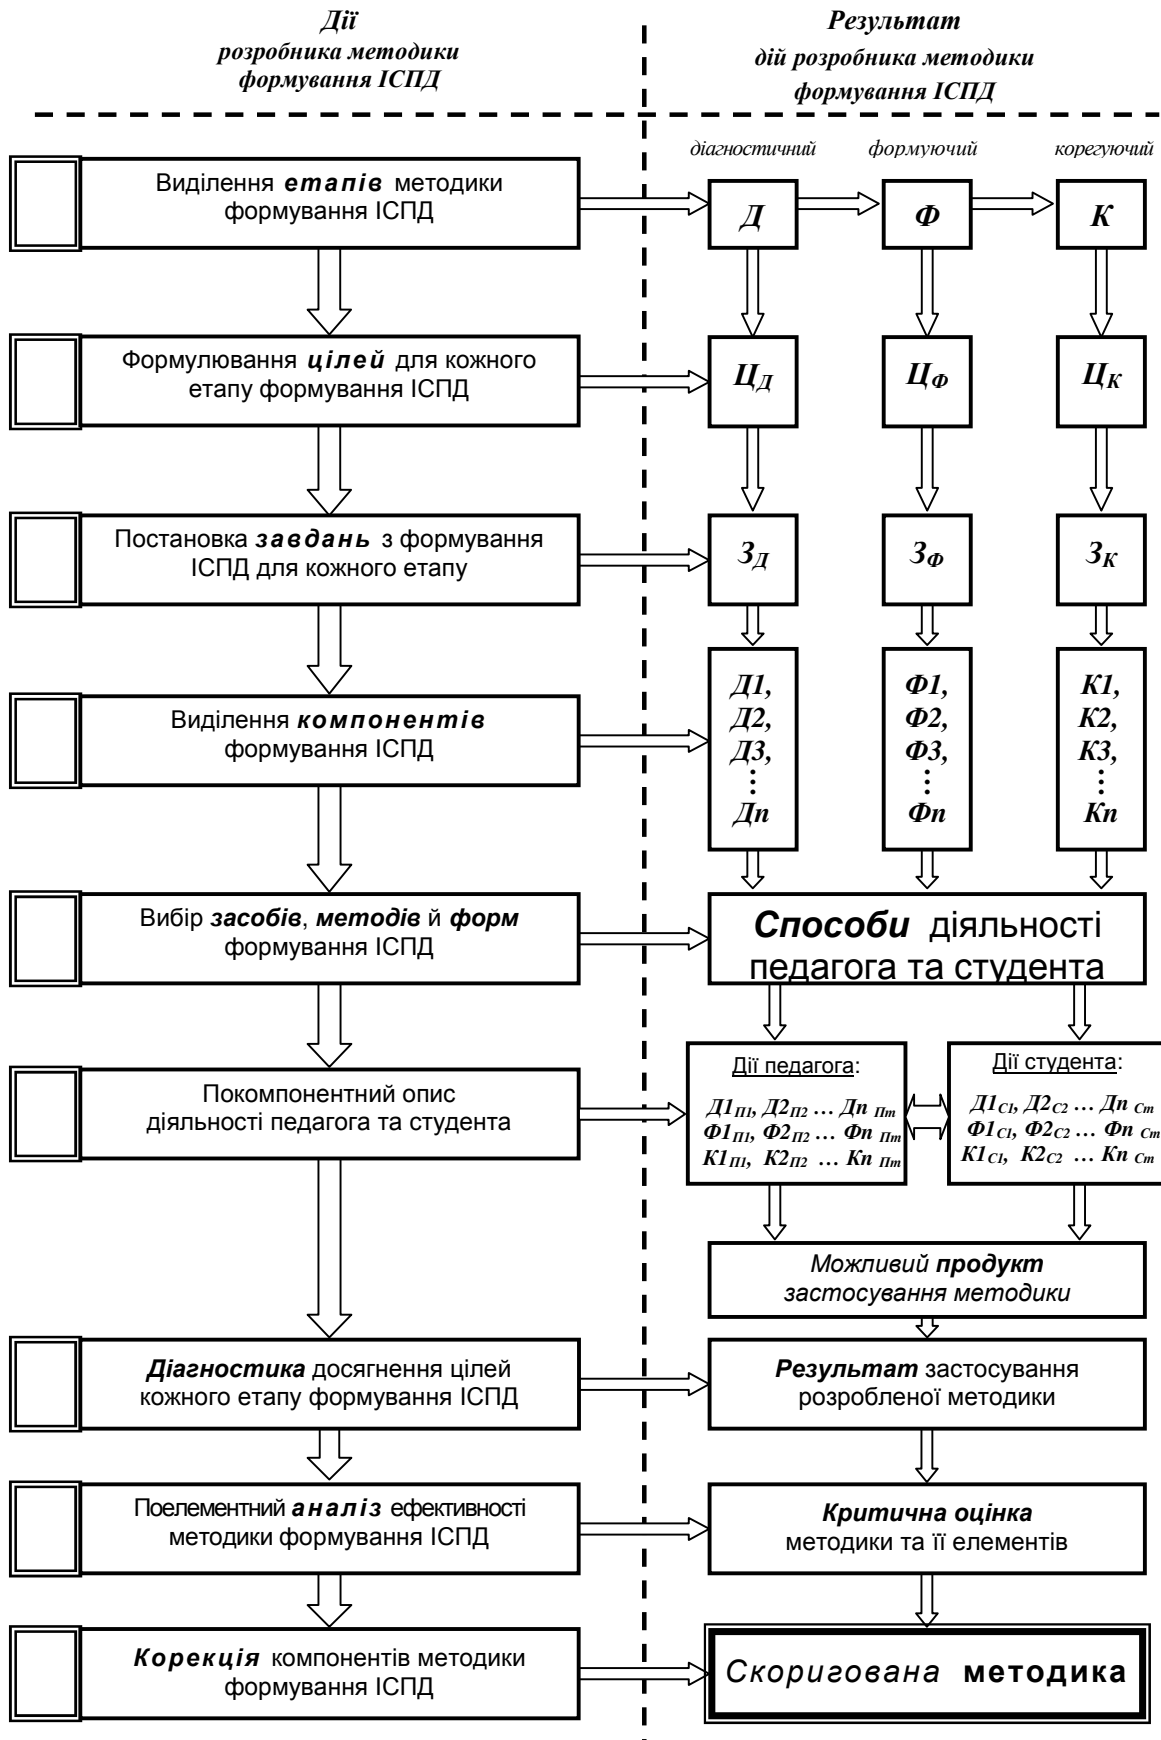 Дії
розробника методики
формування ІСПД
Результат
дій розробника методики
формування ІСПД
діагностичний
формуючий
корегуючий
Виділення етапів методики
формування ІСПД
Д
Ф
К
Формулювання цілей для кожного
етапу формування ІСПД
ЦД
ЦФ
ЦК
Постановка завдань з формування
ІСПД для кожного етапу
ЗД
ЗФ
ЗК
Виділення компонентів
формування ІСПД
Д1,
Д2,
Д3,
⋮
Дn
Ф1,
Ф2,
Ф3,
⋮
Фn
К1,
К2,
К3,
⋮
Кn
Вибір засобів, методів й форм
формування ІСПД
Способи діяльності
педагога та студента
Покомпонентний опис
діяльності педагога та студента
Дії педагога:
Д1П1, Д2П2 … Дn Пm
Ф1П1, Ф2П2 … Фn Пm
К1П1, К2П2 … Кn Пm
Дії студента:
Д1С1, Д2С2 … Дn Сm
Ф1С1, Ф2С2 … Фn Сm
К1С1, К2С2 … Кn Сm
Можливий продукт
застосування методики
Діагностика досягнення цілей
кожного етапу формування ІСПД
Результат застосування
розробленої методики
Поелементний аналіз ефективності
методики формування ІСПД
Критична оцінка
методики та її елементів
Корекція компонентів методики
формування ІСПД
Скоригована методика